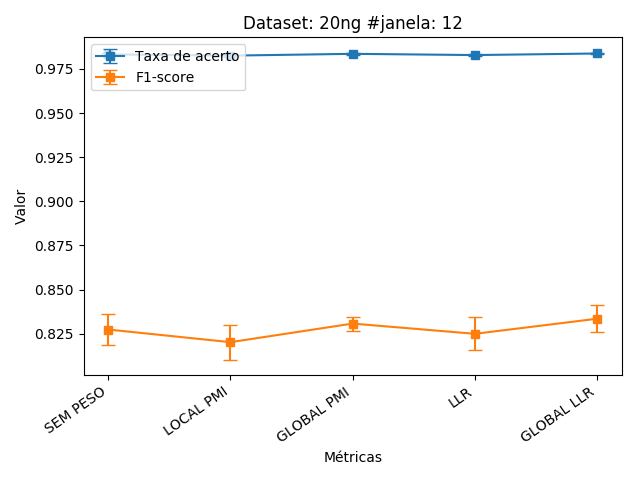 Dataset: 20ng #janela: 12
Taxa de acerto
F1-score
0.975
0.950
0.925
0.900
0.875
0.850
0.825
Valor
SEM PESO
LOCAL PMI
GLOBAL PMI
LLR
GLOBAL LLR
Métricas